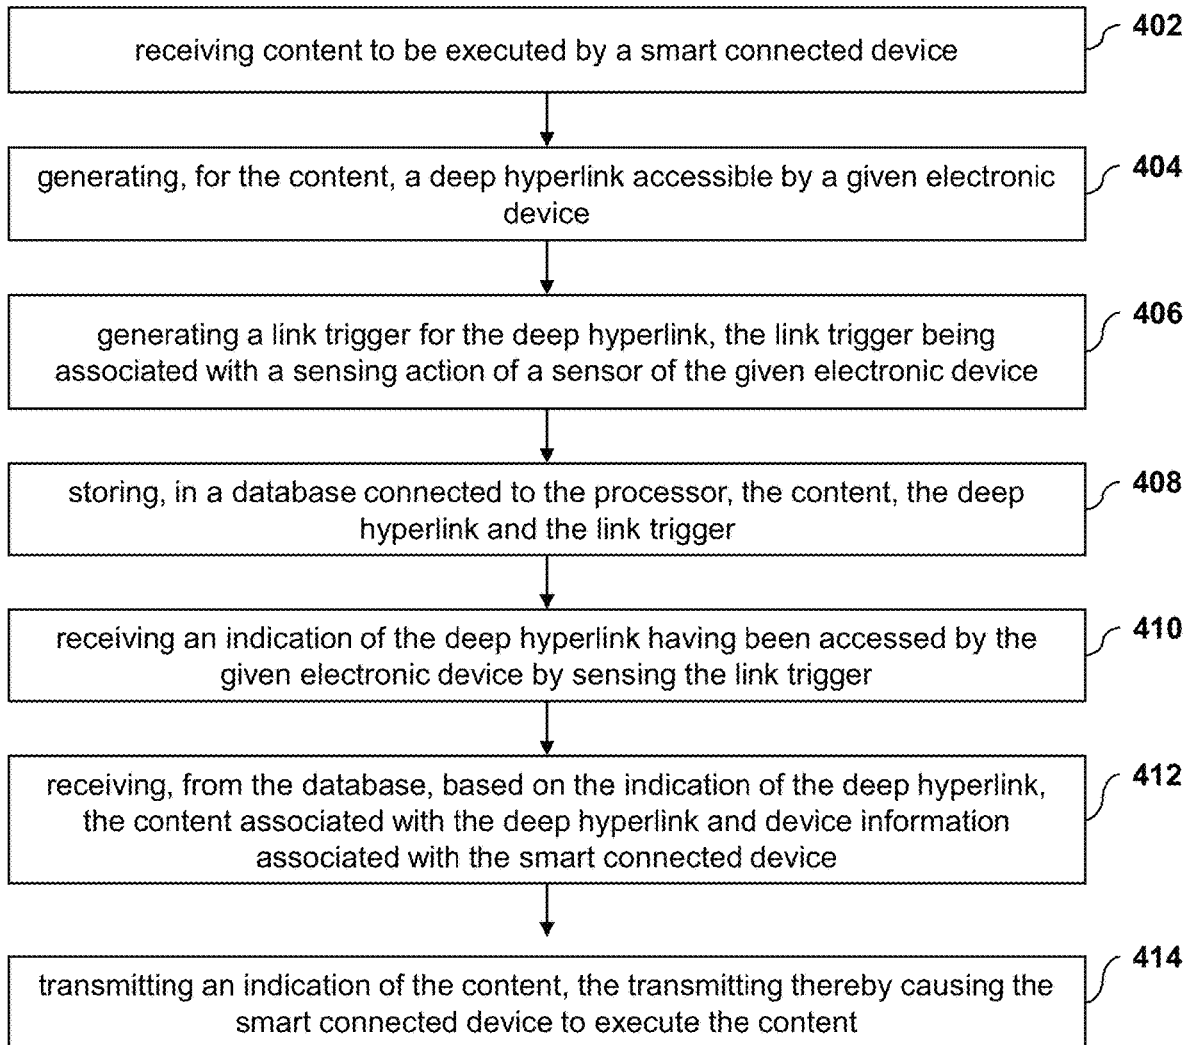 receiving content to be executed by a smart connected device
402
generating, for the content, a deep hyperlink accessible by a given electronic
device
404
generating a link trigger for the deep hyperlink, the link trigger being
associated with a sensing action of a sensor of the given electronic device
406
storing, in a database connected to the processor, the content, the deep
hyperlink and the link trigger
408
receiving an indication of the deep hyperlink having been accessed by the
given electronic device by sensing the link trigger
410
receiving, from the database, based on the indication of the deep hyperlink,
the content associated with the deep hyperlink and device information
associated with the smart connected device
412
transmitting an indication of the content, the transmitting thereby causing the
smart connected device to execute the content
414